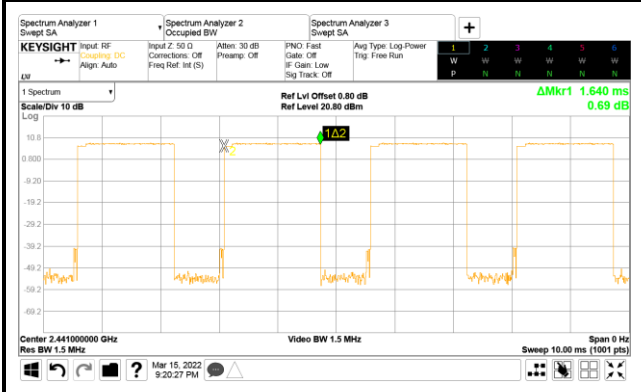 Spectrum Analyzer 1
Swept SA
Spectrum Analyzer 2
Occupied BW
Spectrum Analyzer 3
Swept SA
+
KEYSIGHT
Input: RF
Coupling: DC
Align: Auto
Input Z: 50 Ω
Corrections: Off
Freq Ref: Int (S)
Atten: 30 dB
Preamp: Off
PNO: Fast
Gate: Off
IF Gain: Low
Sig Track: Off
Avg Type: Log-Power
Trig: Free Run
1 2 3 4 5 6
W W W W W W
P N N N N N
LXI
1 Spectrum
Scale/Div 10 dB
Ref Lvl Offset 0.80 dB
Ref Level 20.80 dBm
ΔMkr1 1.640 ms
0.69 dB
Log
1Δ2
10.8
0.800
-9.20
-19.2
-29.2
-39.2
-49.2
-59.2
-69.2
Center 2.441000000 GHz
Res BW 1.5 MHz
Video BW 1.5 MHz
Span 0 Hz
Sweep 10.00 ms (1001 pts)
?
Mar 15, 2022
9:20:27 PM